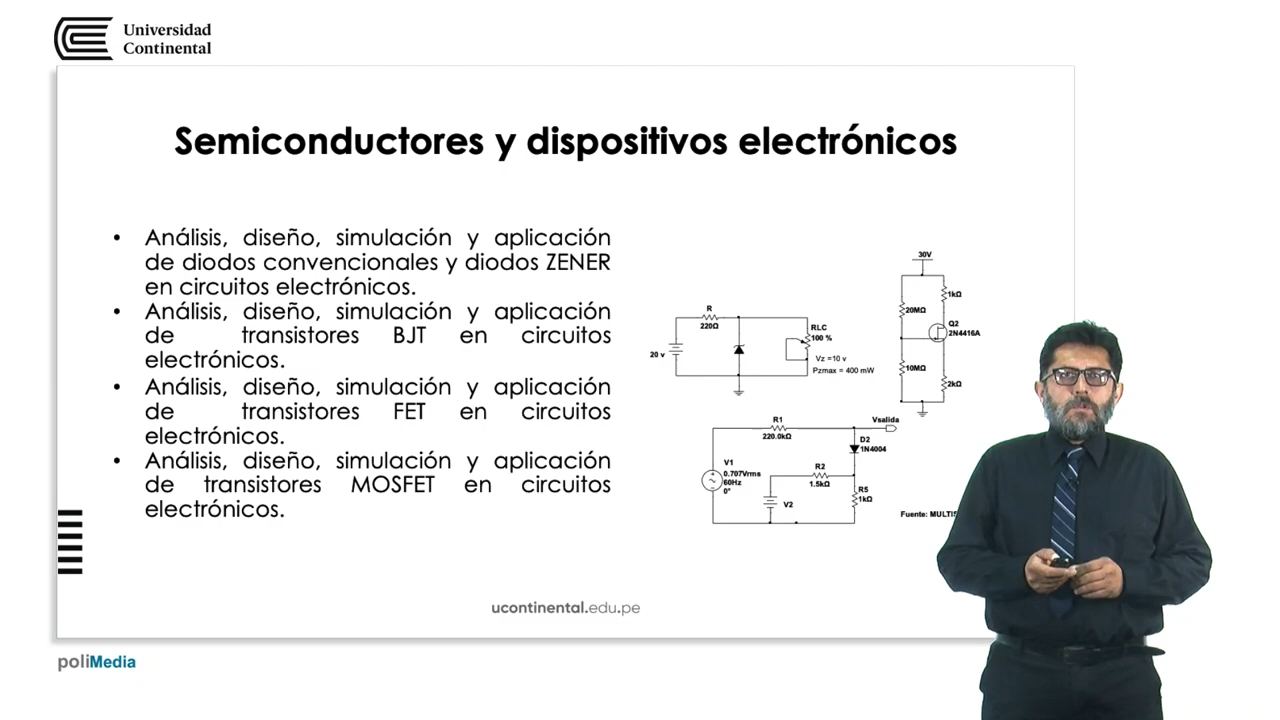 Universidad
Continental
Semiconductores y dispositivos electrónicos
• Análisis, diseño, simulación y aplicación
de diodos convencionales y diodos ZENER
en circuitos electrónicos.
• Análisis, diseño, simulación y aplicación
de transistores BJT en circuitos
electrónicos.
• Análisis, diseño, simulación y aplicación
de transistores FET en circuitos
electrónicos.
• Análisis, diseño, simulación y aplicación
de transistores MOSFET en circuitos
electrónicos.
R
220Ω
20 v
RLC
100 %
Vz =10 v
Pzmax = 400 mW
30V
1kΩ
20MΩ
Q2
2N4416A
10MΩ
2kΩ
R1
220.0kΩ
Vsalida
D2
1N4004
V1
0.707Vrms
60Hz
0°
R2
1.5kΩ
V2
R5
1kΩ
Fuente:
ucontinental.edu.pe
poliMedia